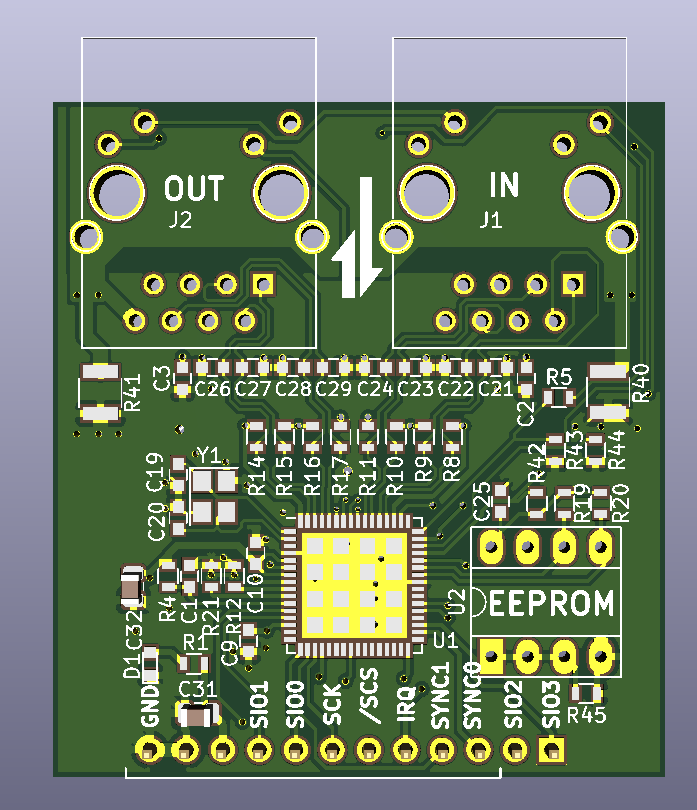 OUT
IN
J2
J1
C3
C26
C27
C28
C29
C24
C23
C22
C21
C2
R5
R41
R40
R14
R15
R16
R17
R11
R10
R9
R8
R42
R43
R44
C19
Y1
C20
C25
R19
R20
C32
R4
C1
R21
R12
C10
C9
U1
U2
EEPROM
D1
R1
C31
R45
GND
SIO1
SIO0
SCK
/SCS
IRQ
SYNC1
SYNC0
SIO2
SIO3